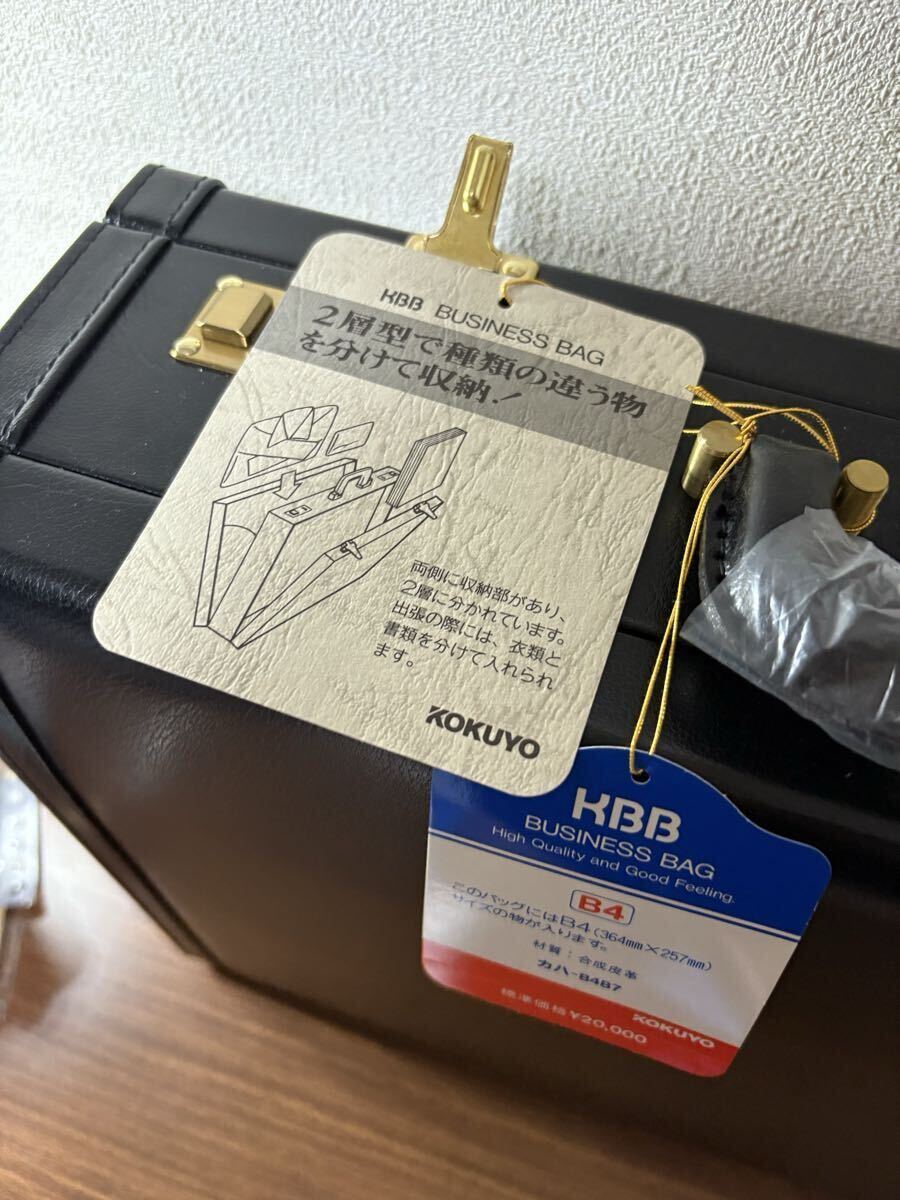 KBB BUSINESS BAG
2層型で種類の違う物
を分けて収納!
両側に収納部があり、
2層に分かれています。
出張の際には、衣類と
書類を分けて入れられ
ます。
KOKUYO
KBB
BUSINESS BAG
High Quality and Good Feeling.
B4
このバッグにはB4(364mm×257mm)
サイズの物が入ります。
材質:合成皮革
カハ-B4B7
KOKUYO
標準価格¥20,000